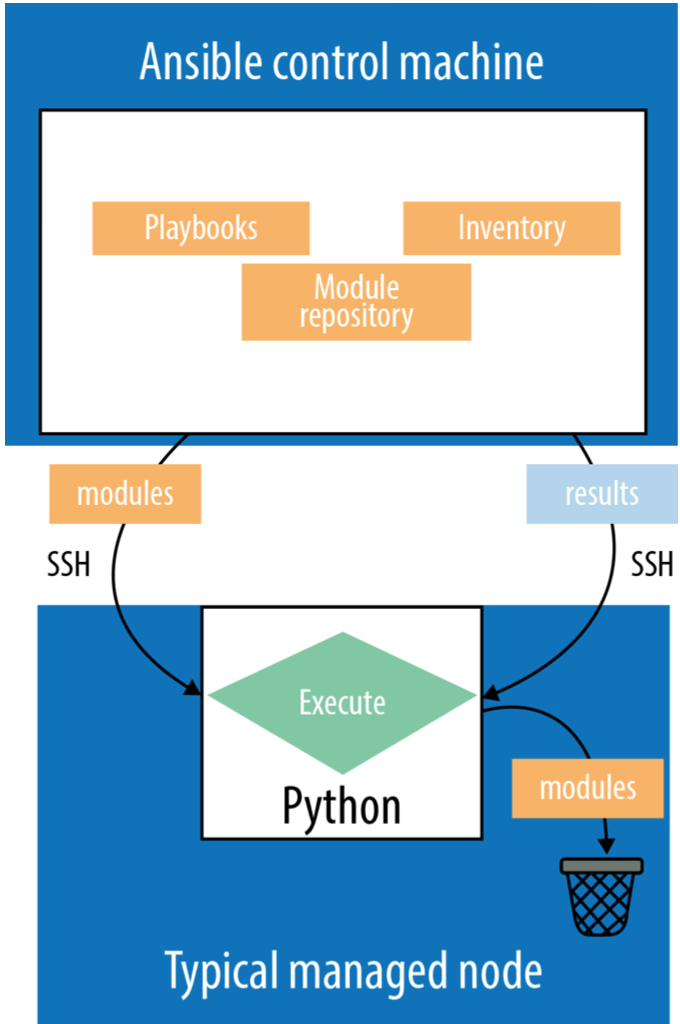 Ansible control machine
Playbooks
Inventory
Module
repository
modules
results
SSH
SSH
Execute
Python
modules
Typical managed node